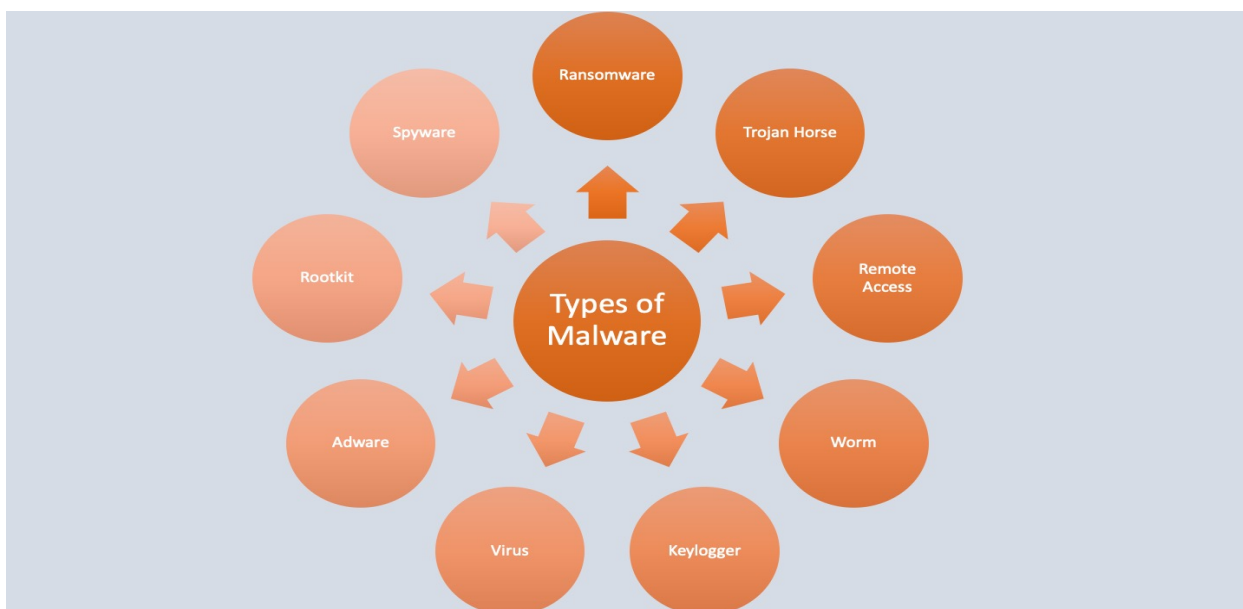 Ransomware
Trojan Horse
Remote
Access
Worm
Keylogger
Virus
Adware
Rootkit
Spyware
Types of
Malware